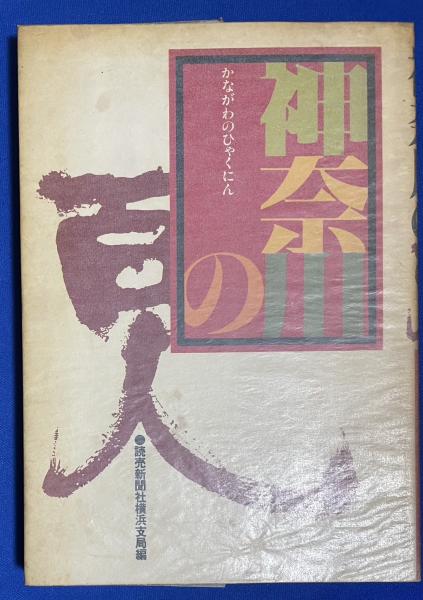 神奈川
の
かながわのひゃくにん
百人
●読売新聞社横浜支局編